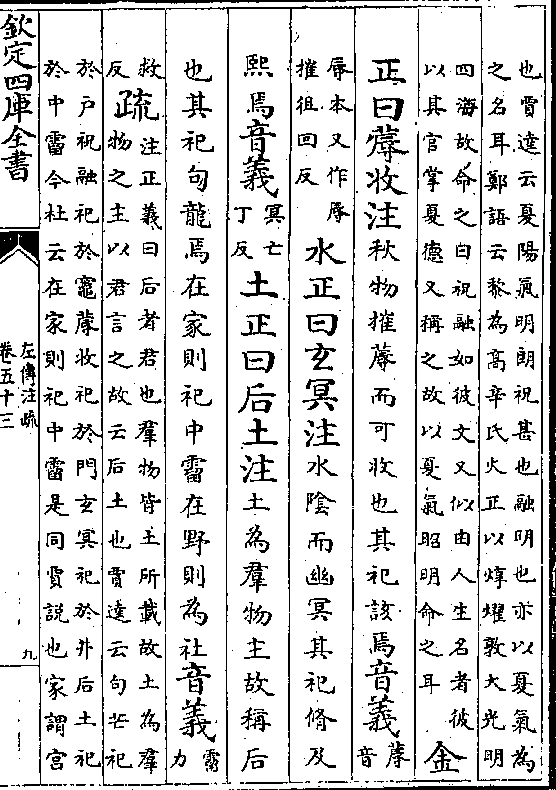 也賈逵云夏陽氣明朗祝甚也融明也亦以夏氣為
之名耳鄭語云黎為高辛氏火正以焞燿敦大光明
四海故命之曰祝融如彼文又似由人生名者彼
以其官掌夏德又稱之故以夏氣昭明命之耳
金
正曰蓐收注秋物摧蓐而可收也其祀該焉音義蓐音
辱本又作辱
摧徂回反
水正曰玄冥注水陰而幽冥其祀脩及
熙焉音義冥亡
丁反
土正曰后土注土為羣物主故稱后
也其祀句龍焉在家則祀中霤在野則為社音義霤力
救
反
疏注正義曰后者君也羣物皆土所載故土為羣
物之主以君言之故云后土也賈逵云句芒祀
於戶祝融祀於竈蓐收祀於門玄冥祀於井后土祀
於中霤今杜云在家則祀中霤是同賈説也家謂宮
欽定四庫全書
左傳注疏
卷五十三
九